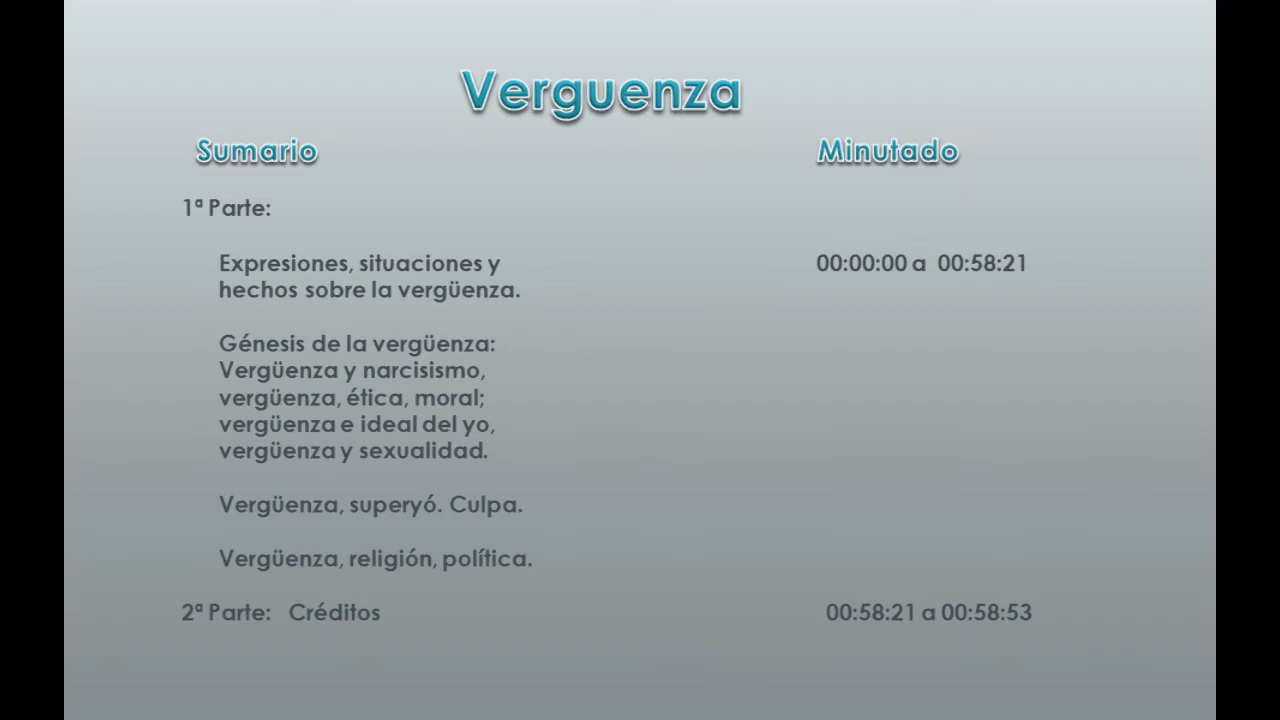 Verguenza
Sumario Minutado
1ª Parte:
Expresiones, situaciones y 00:00:00 a 00:58:21
hechos sobre la vergüenza.
Génesis de la vergüenza:
Vergüenza y narcisismo,
vergüenza, ética, moral;
vergüenza e ideal del yo,
vergüenza y sexualidad.
Vergüenza, superyó. Culpa.
Vergüenza, religión, política.
2ª Parte: Créditos 00:58:21 a 00:58:53